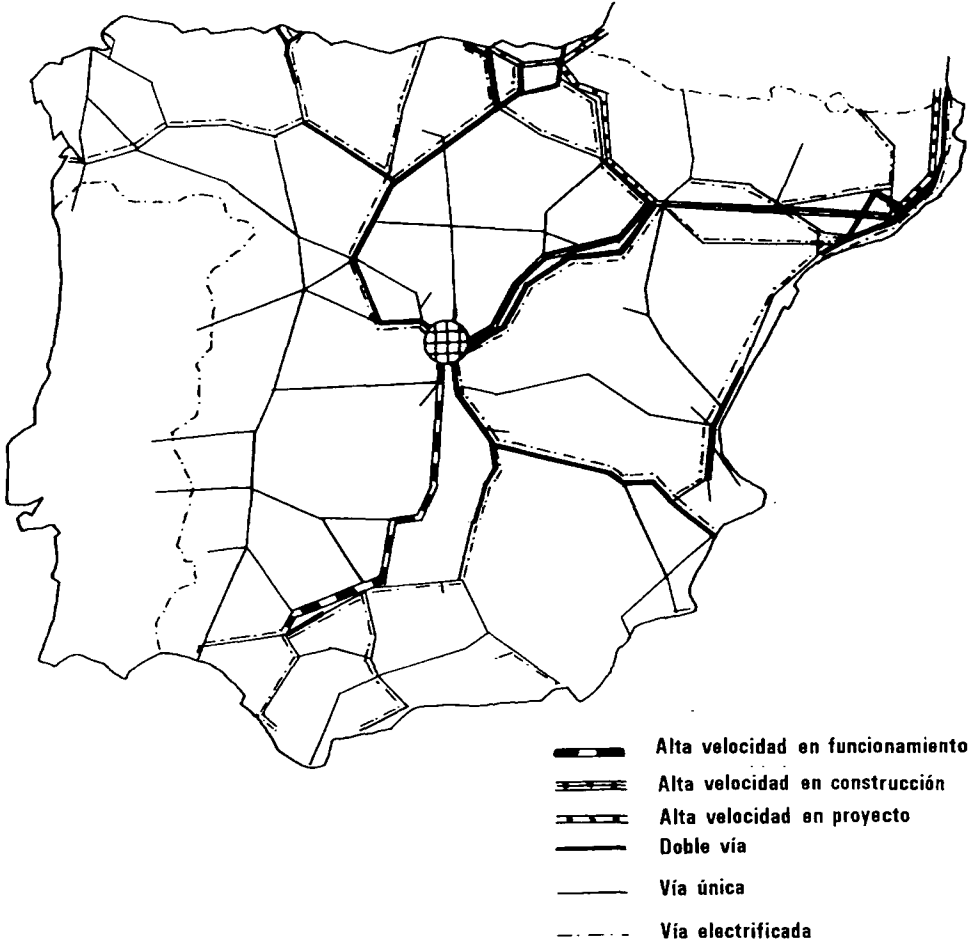 Alta velocidad en funcionamiento
Alta velocidad en construcción
Alta velocidad en proyecto
Doble vía
Vía única
Vía electrificada